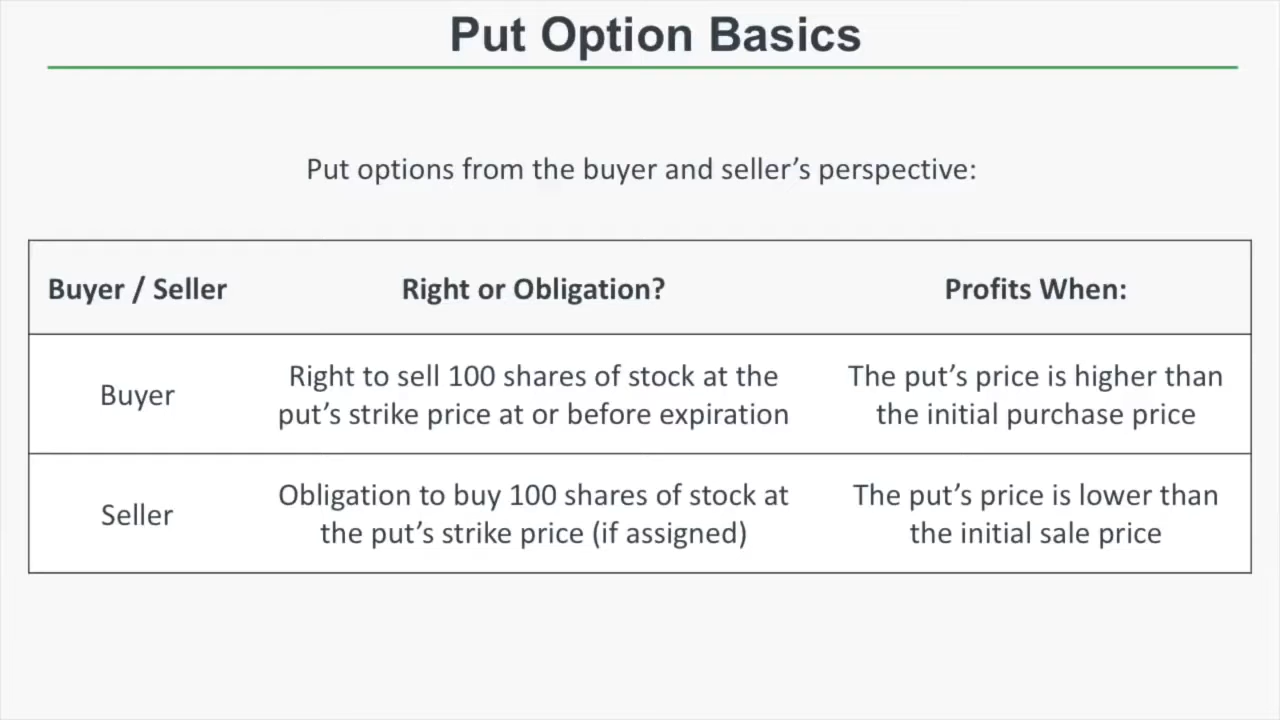 Put Option Basics
Put options from the buyer and seller’s perspective:
Buyer / Seller
Right or Obligation?
Profits When:
Buyer
Right to sell 100 shares of stock at the
put’s strike price at or before expiration
The put’s price is higher than
the initial purchase price
Seller
Obligation to buy 100 shares of stock at
the put’s strike price (if assigned)
The put’s price is lower than
the initial sale price